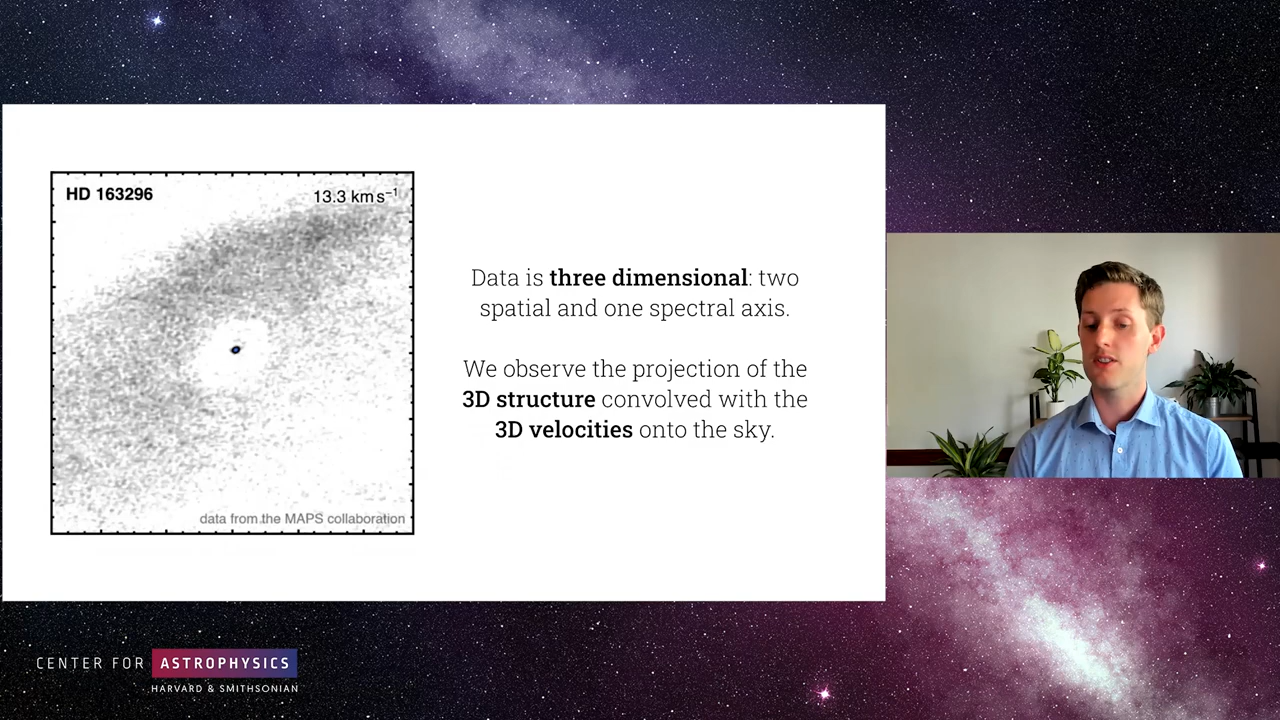 HD 163296
13.3 km s⁻¹
data from the MAPS collaboration
Data is three dimensional: two
spatial and one spectral axis.
We observe the projection of the
3D structure convolved with the
3D velocities onto the sky.
CENTER FOR ASTROPHYSICS
HARVARD & SMITHSONIAN